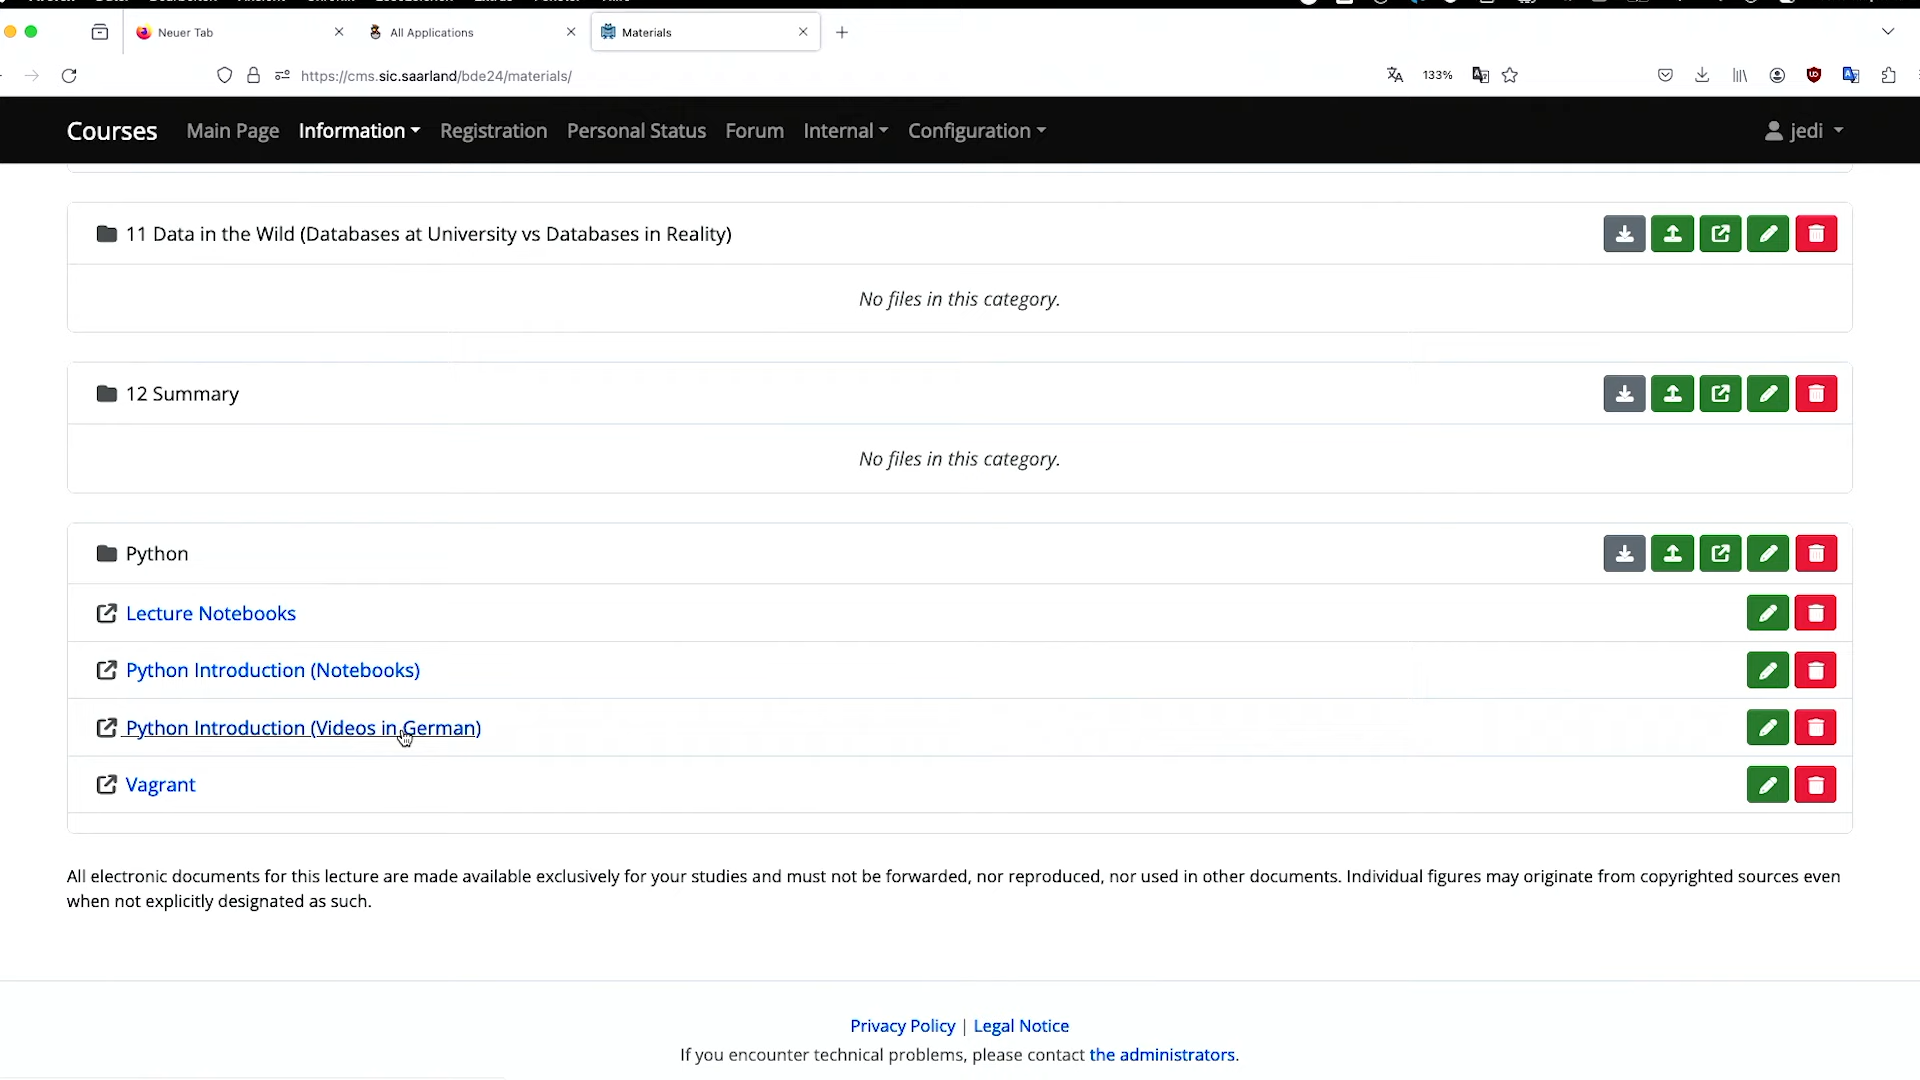 Neuer Tab
All Applications
Materials
https://cms.sic.saarland/bde24/materials/
133%
Courses
Main Page
Information
Registration
Personal Status
Forum
Internal
Configuration
jedi
11 Data in the Wild (Databases at University vs Databases in Reality)
No files in this category.
12 Summary
No files in this category.
Python
Lecture Notebooks
Python Introduction (Notebooks)
Python Introduction (Videos in German)
Vagrant
All electronic documents for this lecture are made available exclusively for your studies and must not be forwarded, nor reproduced, nor used in other documents. Individual figures may originate from copyrighted sources even
when not explicitly designated as such.
Privacy Policy | Legal Notice
If you encounter technical problems, please contact the administrators.